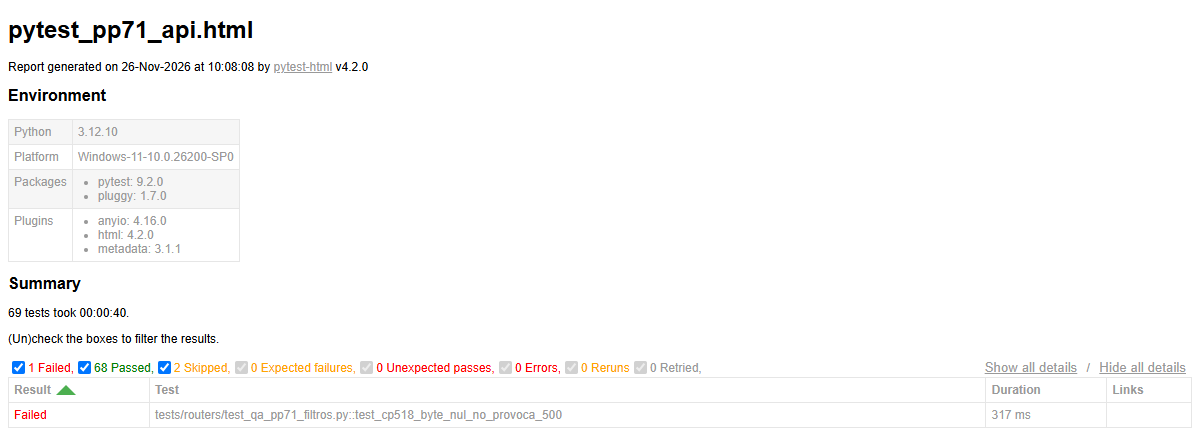 pytest_pp71_api.html
Report generated on 26-Nov-2026 at 10:08:08 by pytest-html v4.2.0
Environment
Python 3.12.10
Platform Windows-11-10.0.26200-SP0
Packages
pytest: 9.2.0
pluggy: 1.7.0
Plugins
anyio: 4.16.0
html: 4.2.0
metadata: 3.1.1
Summary
69 tests took 00:00:40.
(Un)check the boxes to filter the results.
1 Failed, 68 Passed, 2 Skipped, 0 Expected failures, 0 Unexpected passes, 0 Errors, 0 Reruns 0 Retried, Show all details / Hide all details
Result Test Duration Links
Failed tests/routers/test_qa_pp71_filtros.py::test_cp518_byte_nul_no_provoca_500 317 ms